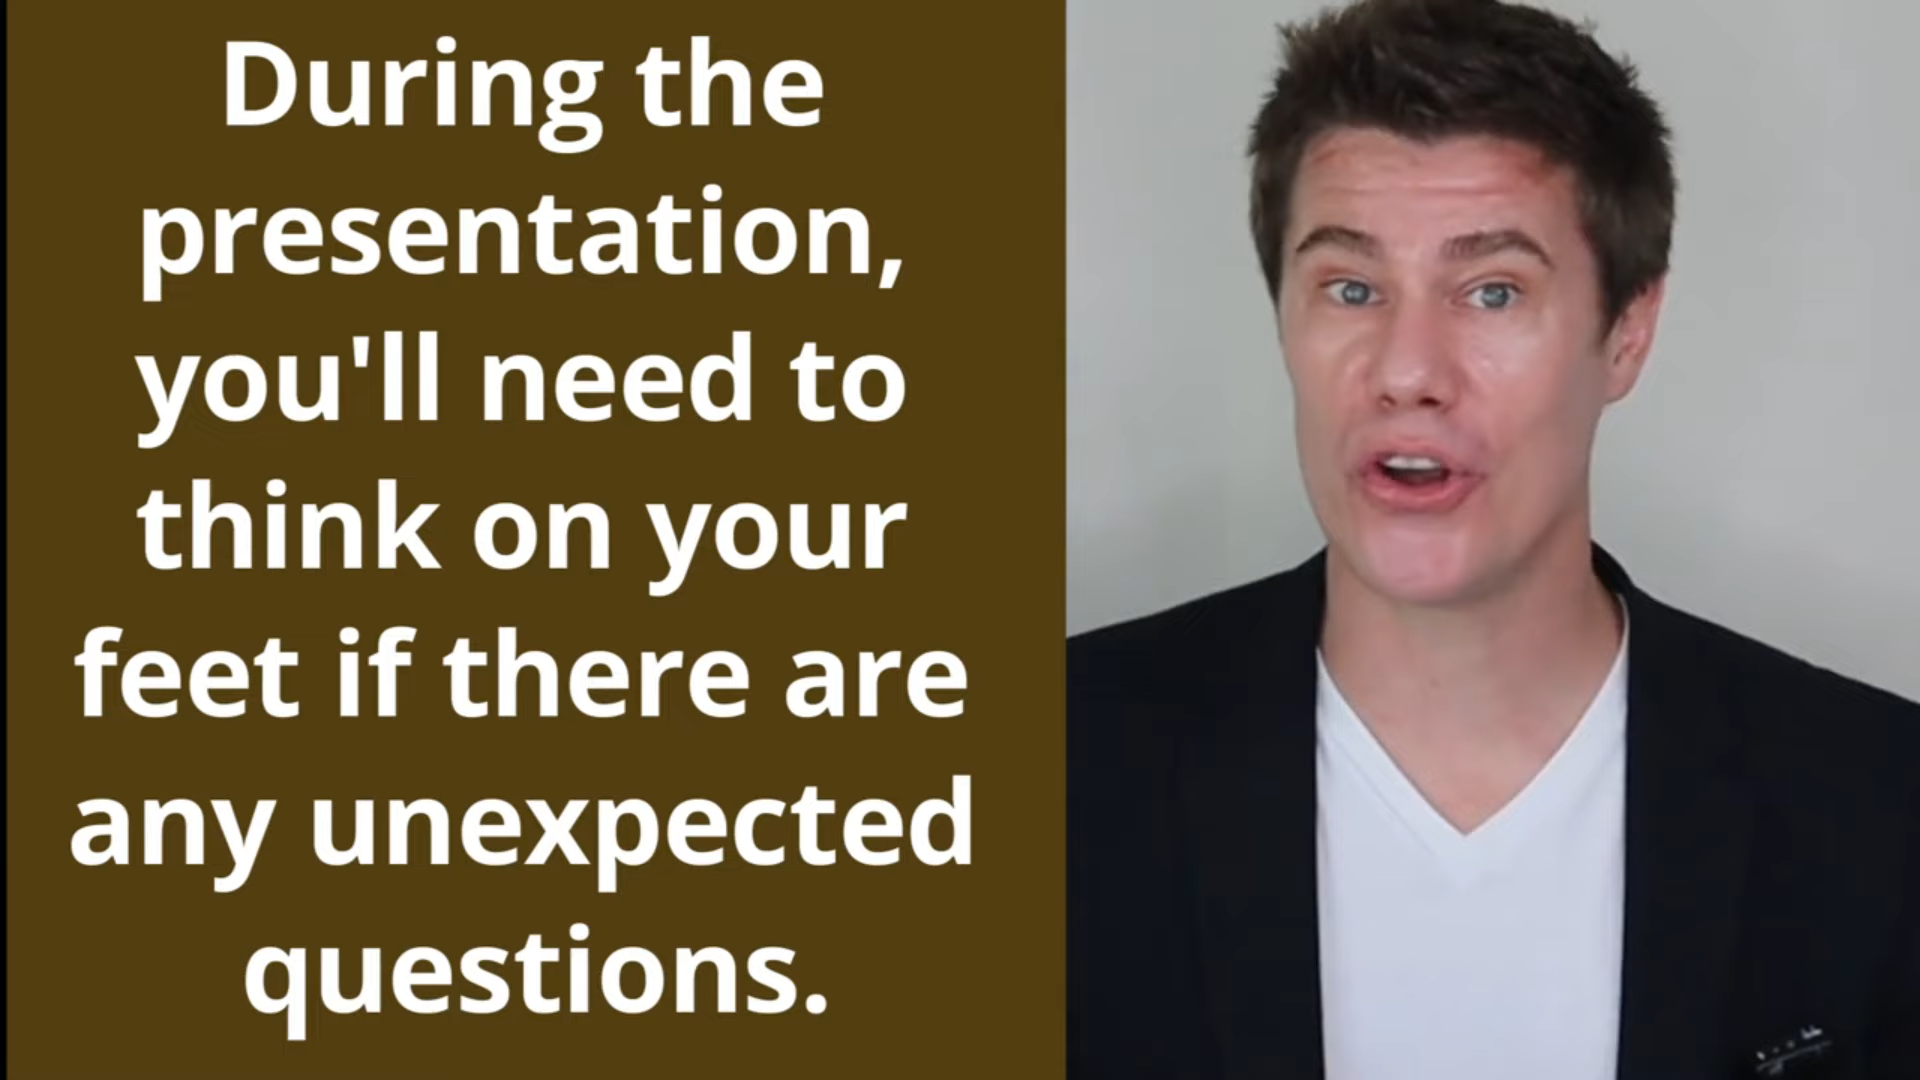 During the
presentation,
you'll need to
think on your
feet if there are
any unexpected
questions.